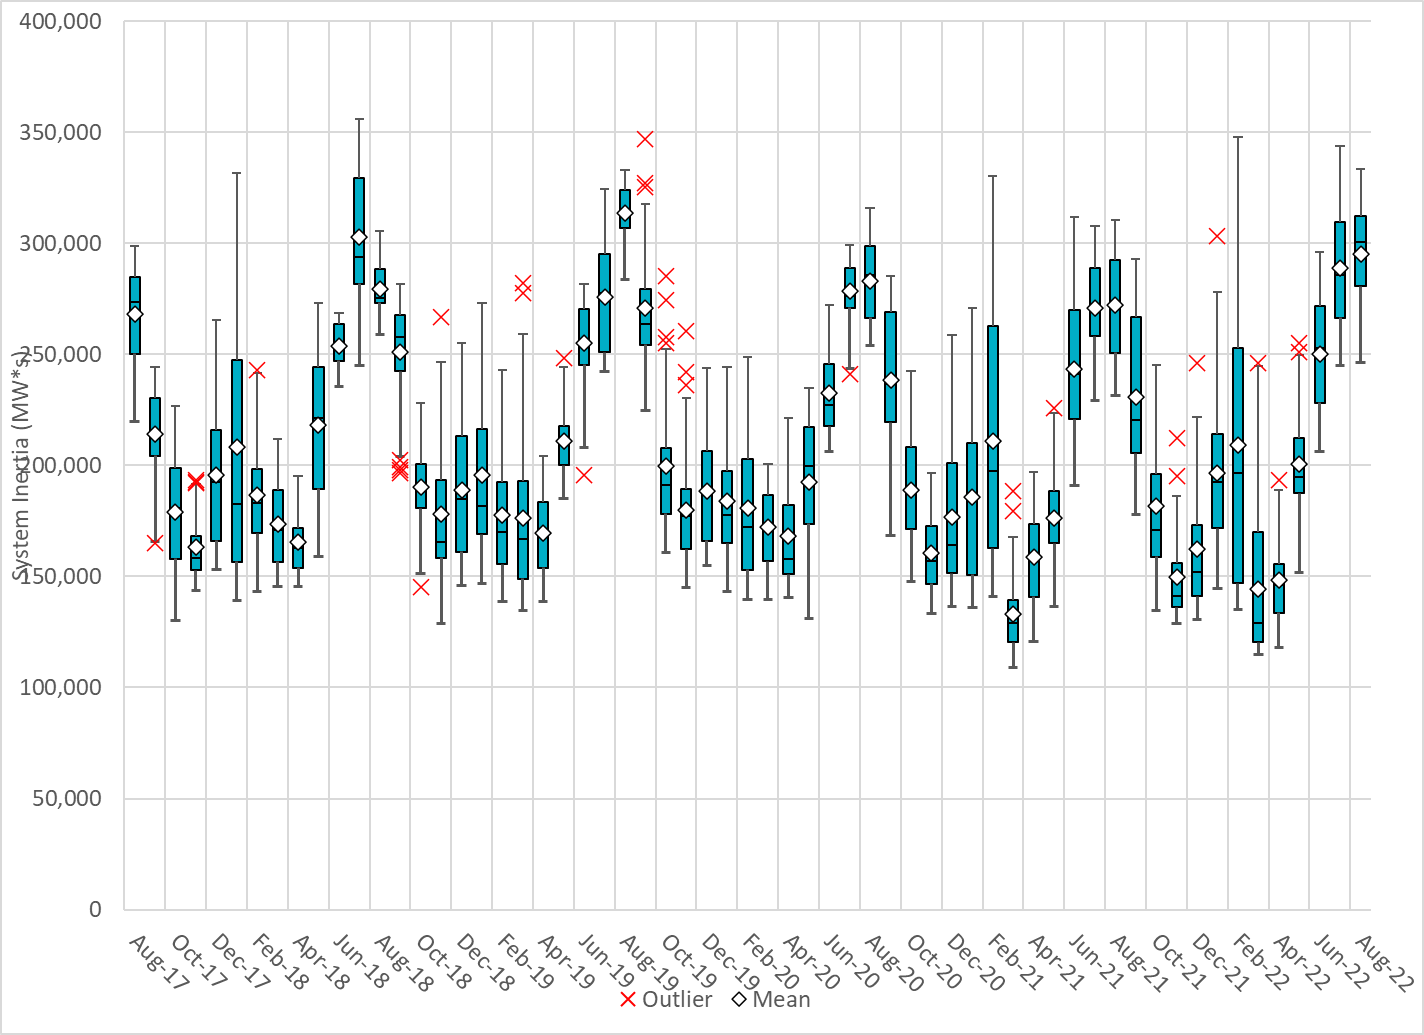 400,000
350,000
300,000
250,000
200,000
150,000
100,000
50,000
0
System Inertia (MW*s)
Aug-17
Oct-17
Dec-17
Feb-18
Apr-18
Jun-18
Aug-18
Oct-18
Dec-18
Feb-19
Apr-19
Jun-19
Aug-19
Oct-19
Dec-19
Feb-20
Apr-20
Jun-20
Aug-20
Oct-20
Dec-20
Feb-21
Apr-21
Jun-21
Aug-21
Oct-21
Dec-21
Feb-22
Apr-22
Jun-22
Aug-22
Outlier Mean